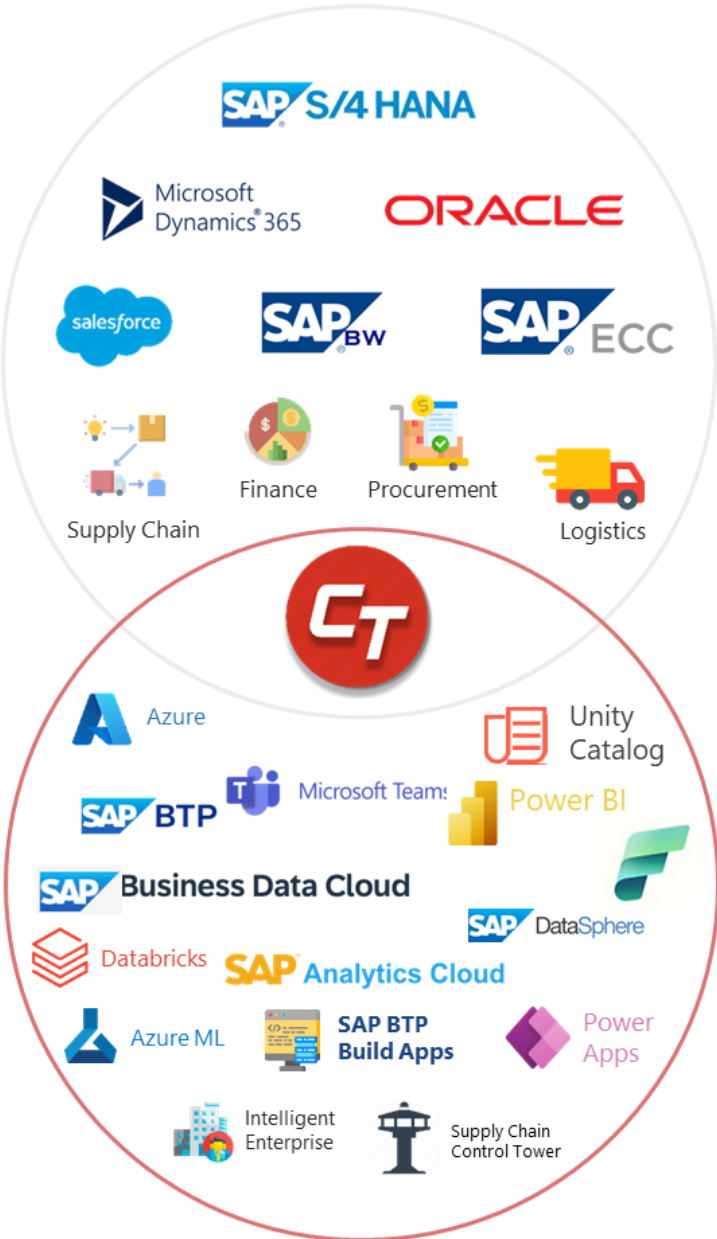 SAP S/4 HANA
Microsoft
Dynamics® 365
ORACLE
salesforce
SAP® BW
SAP® ECC
Supply Chain
Finance
Procurement
Logistics
CT
Azure
Unity
Catalog
SAP BTP
Microsoft Teams
Power BI
SAP Business Data Cloud
SAP DataSphere
Databricks
SAP® Analytics Cloud
Azure ML
SAP BTP
Build Apps
Power
Apps
Intelligent
Enterprise
Supply Chain
Control Tower